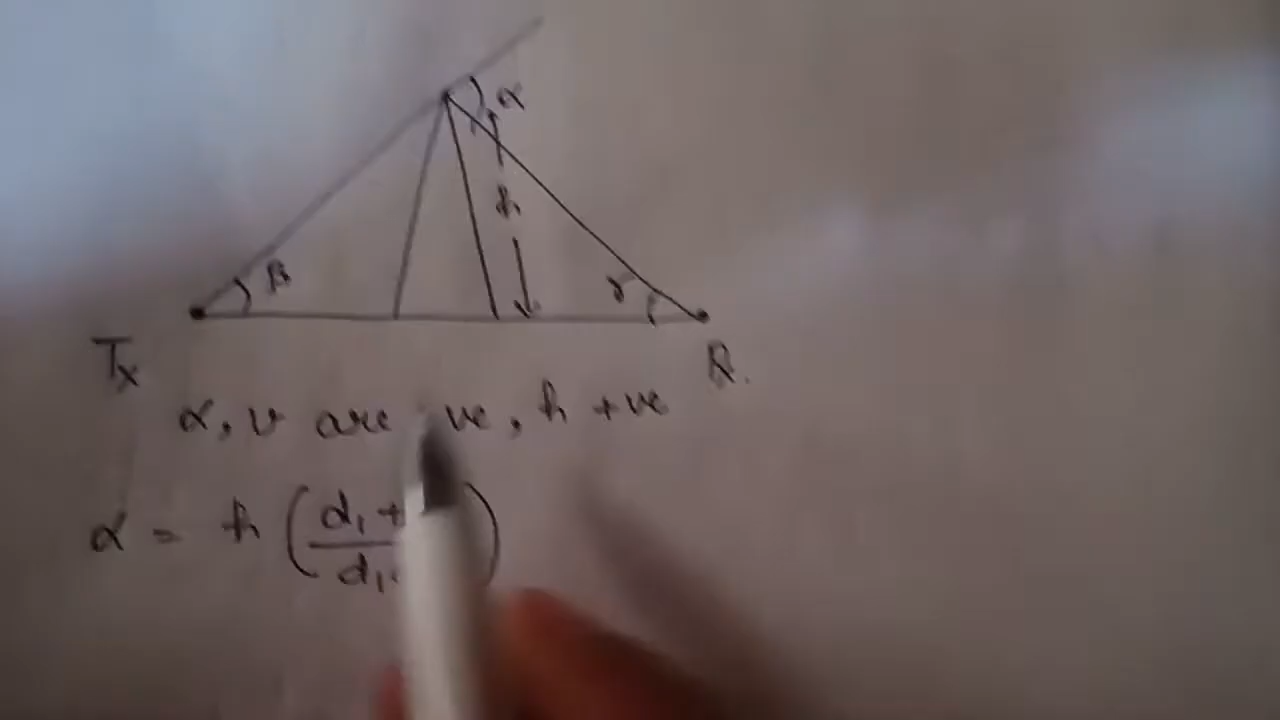 α
h
β
γ
Tx
R.
α, v are ve, h +ve
α = h (d₁ + / d₁ )